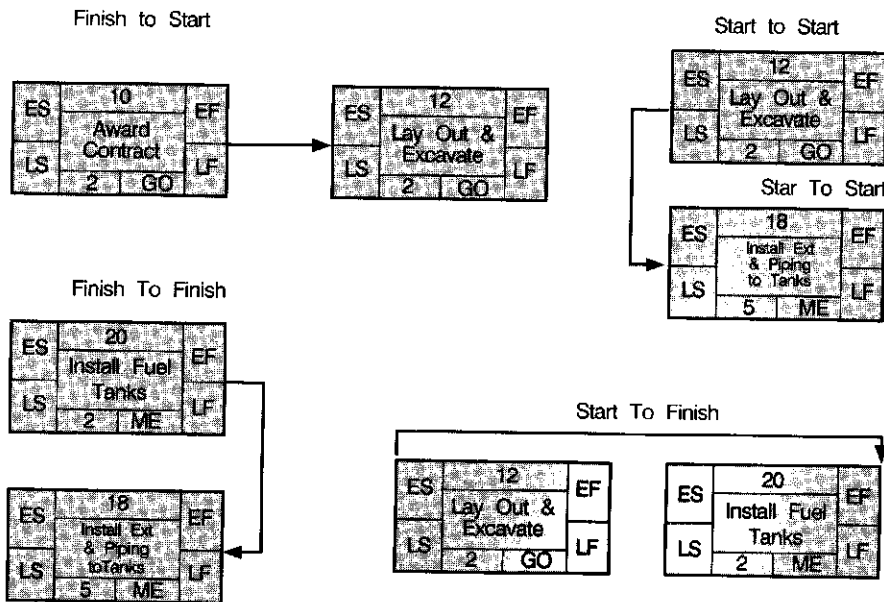 Finish to Start
ES
10
EF
Award
Contract
LS
2 GO
LF
ES
12
EF
Lay Out &
Excavate
LS
2 GO
LF
Start to Start
ES
12
EF
Lay Out &
Excavate
LS
2 GO
LF
Star To Start
ES
18
EF
Install Ext
& Piping
to Tanks
LS
5 ME
LF
Finish To Finish
ES
20
EF
Install Fuel
Tanks
LS
2 ME
LF
ES
18
EF
Install Ext
& Piping
toTanks
LS
5 ME
LF
Start To Finish
ES
12
EF
Lay Out &
Excavate
LS
2 GO
LF
ES
20
EF
Install Fuel
Tanks
LS
2 ME
LF